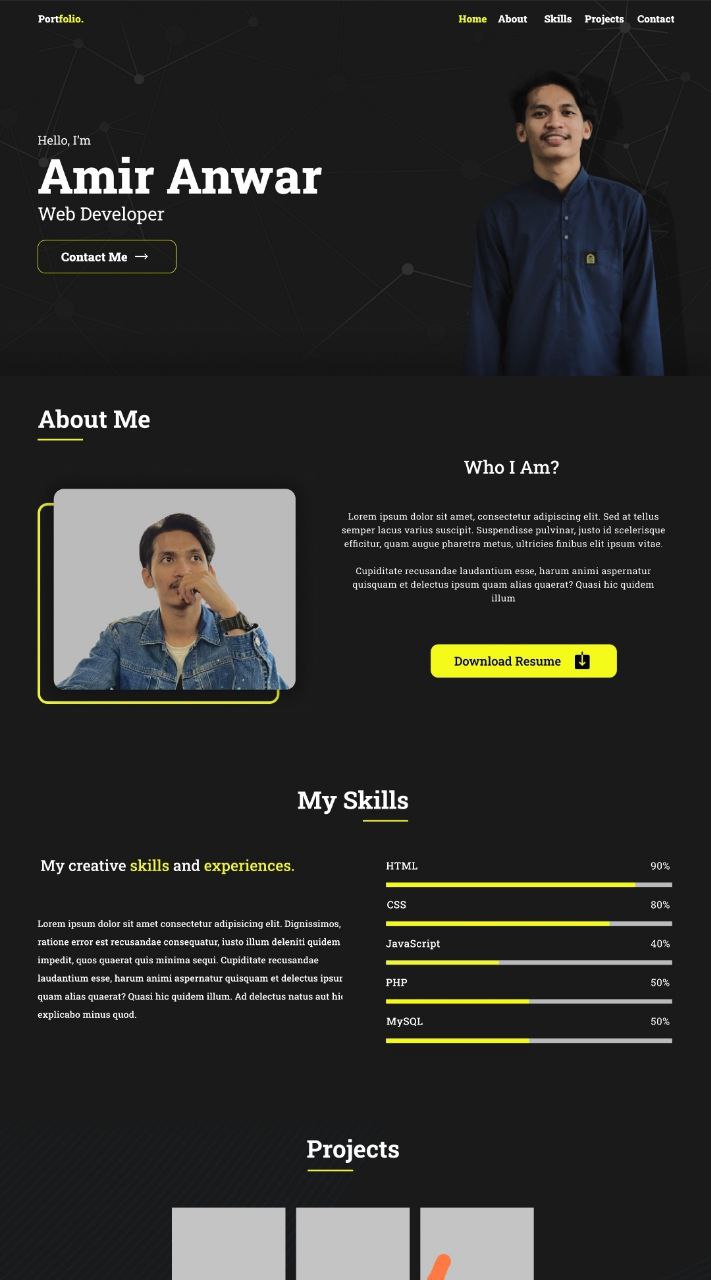 Portfolio.
Home About Skills Projects Contact
Hello, I'm
Amir Anwar
Web Developer
Contact Me →
About Me
Who I Am?
Lorem ipsum dolor sit amet, consectetur adipiscing elit. Sed at tellus
semper lacus varius suscipit. Suspendisse pulvinar, justo id scelerisque
efficitur, quam augue pharetra metus, ultricies finibus elit ipsum vitae.
Cupiditate recusandae laudantium esse, harum animi aspernatur
quisquam et delectus ipsum quam alias quaerat? Quasi hic quidem
illum
Download Resume
My Skills
My creative skills and experiences.
Lorem ipsum dolor sit amet consectetur adipisicing elit. Dignissimos,
ratione error est recusandae consequatur, iusto illum deleniti quidem
impedit, quos quaerat quis minima sequi. Cupiditate recusandae
laudantium esse, harum animi aspernatur quisquam et delectus ipsum
quam alias quaerat? Quasi hic quidem illum. Ad delectus natus aut hic
explicabo minus quod.
HTML 90%
CSS 80%
JavaScript 40%
PHP 50%
MySQL 50%
Projects